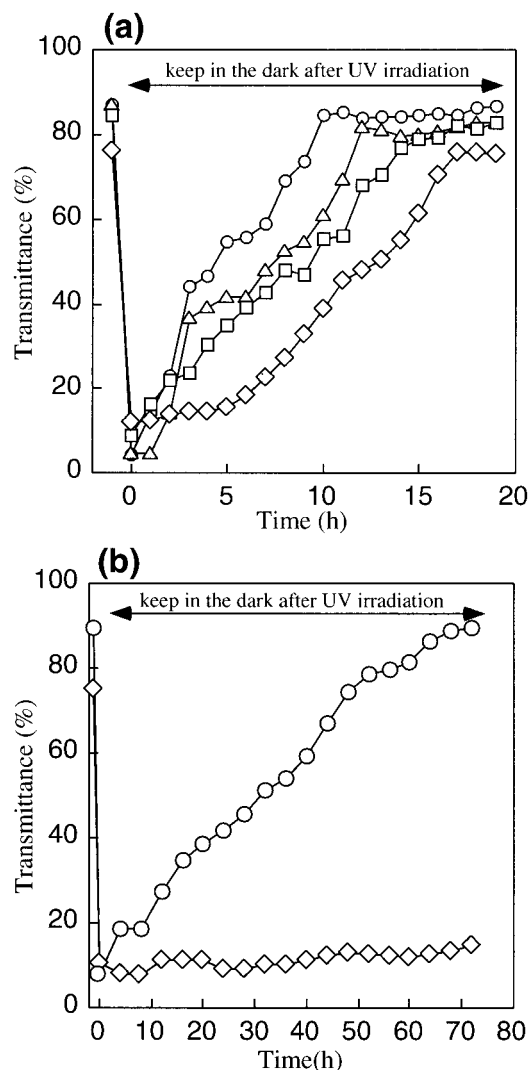 (a)
100
keep in the dark after UV irradiation
80
60
40
20
0
Transmittance (%)
0 5 10 15 20
Time (h)
(b)
100
keep in the dark after UV irradiation
80
60
40
20
0
Transmittance (%)
0 10 20 30 40 50 60 70 80
Time(h)